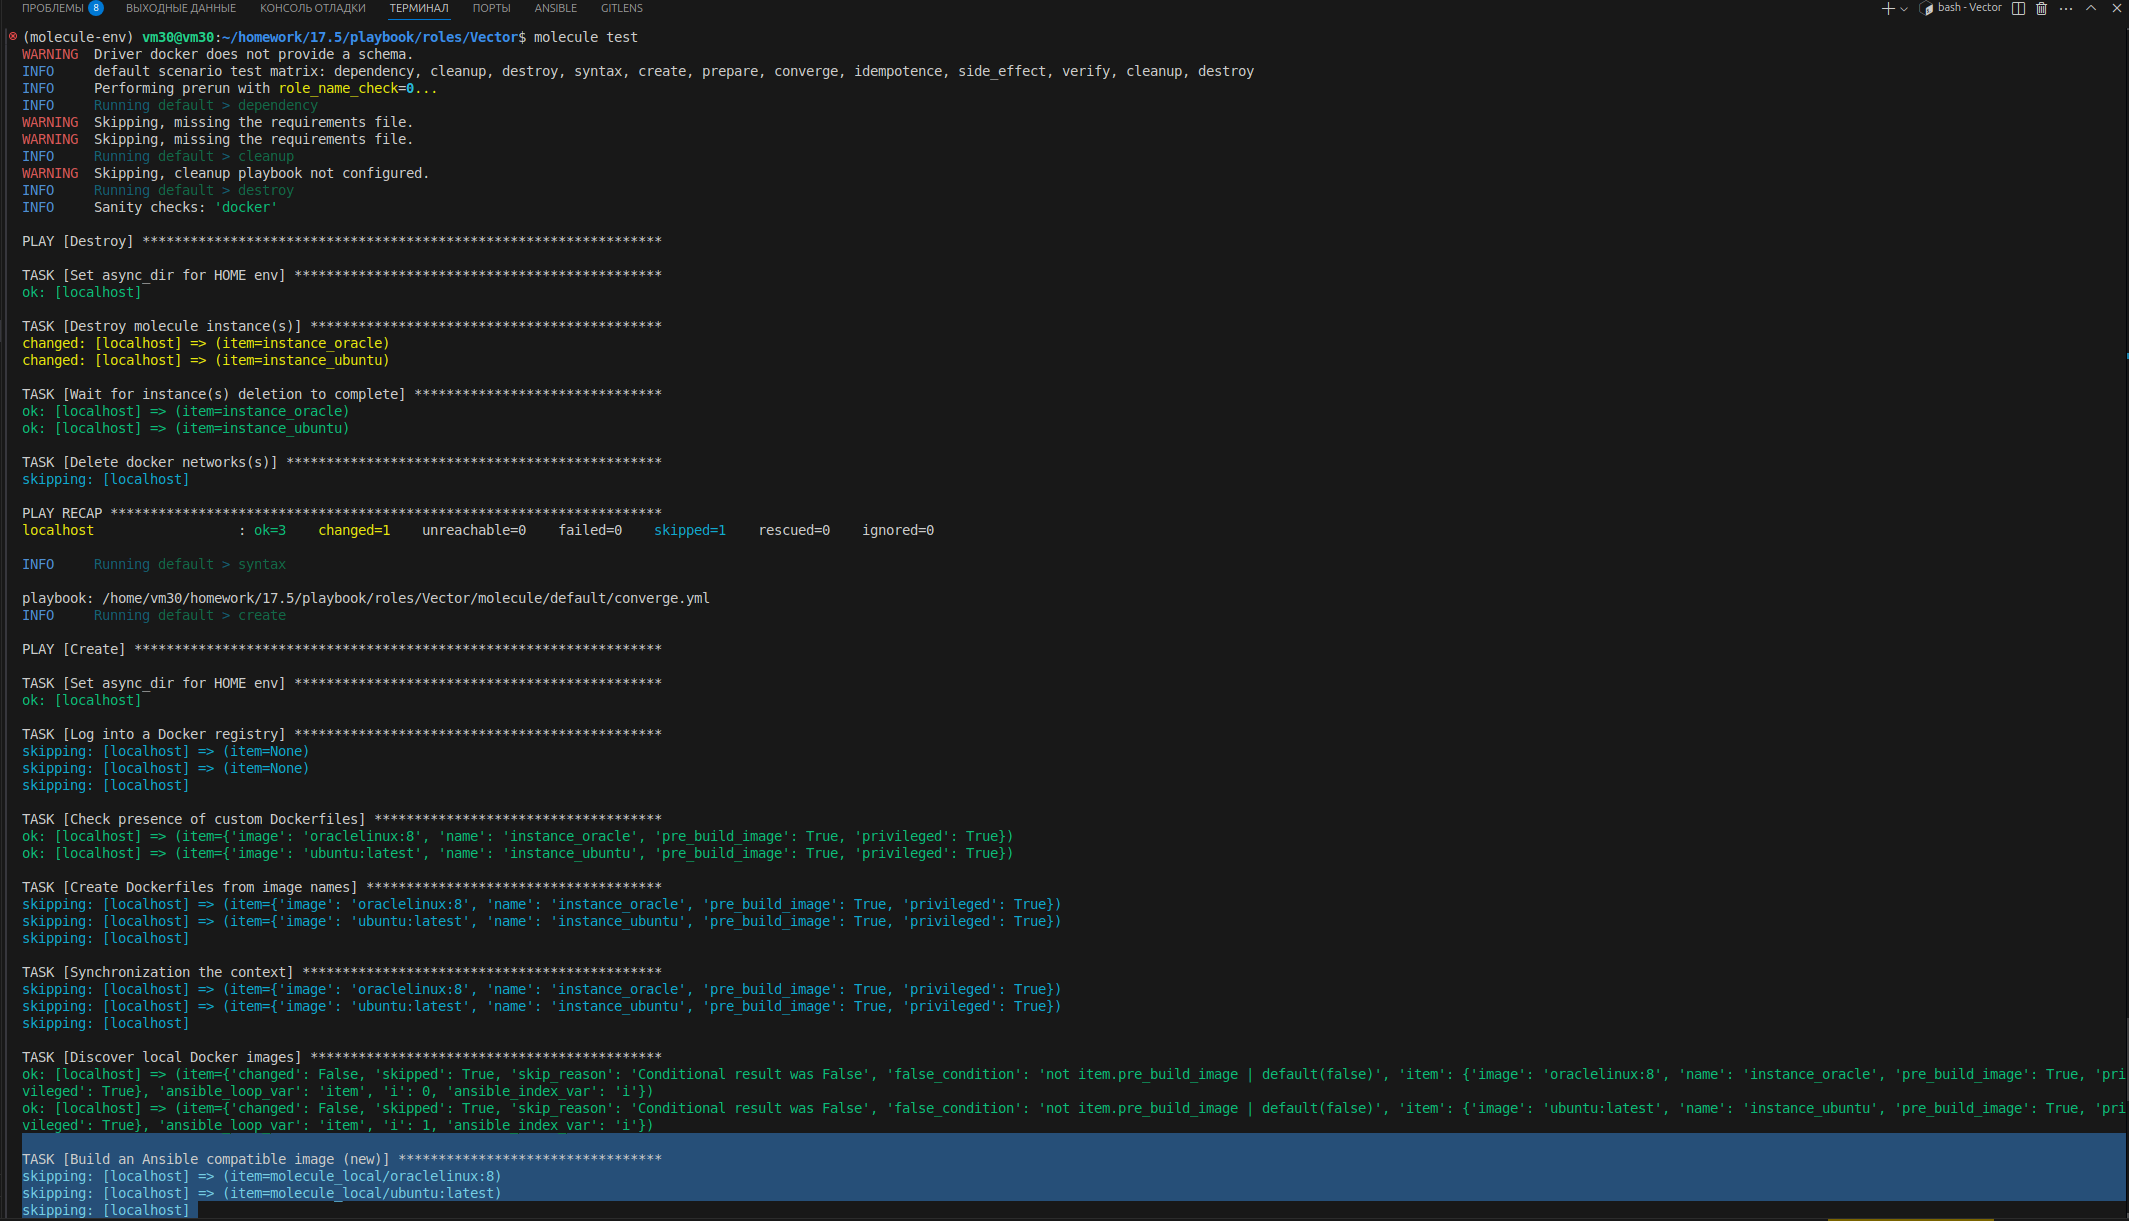 ПРОБЛЕМЫ 8 ВЫХОДНЫЕ ДАННЫЕ КОНСОЛЬ ОТЛАДКИ ТЕРМИНАЛ ПОРТЫ ANSIBLE GITLENS bash - Vector
(molecule-env) vm30@vm30:~/homework/17.5/playbook/roles/Vector$ molecule test
WARNING  Driver docker does not provide a schema.
INFO     default scenario test matrix: dependency, cleanup, destroy, syntax, create, prepare, converge, idempotence, side_effect, verify, cleanup, destroy
INFO     Performing prerun with role_name_check=0...
INFO     Running default > dependency
WARNING  Skipping, missing the requirements file.
WARNING  Skipping, missing the requirements file.
INFO     Running default > cleanup
WARNING  Skipping, cleanup playbook not configured.
INFO     Running default > destroy
INFO     Sanity checks: 'docker'
PLAY [Destroy] *****************************************************************
TASK [Set async_dir for HOME env] **********************************************
ok: [localhost]
TASK [Destroy molecule instance(s)] ********************************************
changed: [localhost] => (item=instance_oracle)
changed: [localhost] => (item=instance_ubuntu)
TASK [Wait for instance(s) deletion to complete] *******************************
ok: [localhost] => (item=instance_oracle)
ok: [localhost] => (item=instance_ubuntu)
TASK [Delete docker networks(s)] ***********************************************
skipping: [localhost]
PLAY RECAP *********************************************************************
localhost                  : ok=3    changed=1    unreachable=0    failed=0    skipped=1    rescued=0    ignored=0
INFO     Running default > syntax
playbook: /home/vm30/homework/17.5/playbook/roles/Vector/molecule/default/converge.yml
INFO     Running default > create
PLAY [Create] ******************************************************************
TASK [Set async_dir for HOME env] **********************************************
ok: [localhost]
TASK [Log into a Docker registry] **********************************************
skipping: [localhost] => (item=None)
skipping: [localhost] => (item=None)
skipping: [localhost]
TASK [Check presence of custom Dockerfiles] ************************************
ok: [localhost] => (item={'image': 'oraclelinux:8', 'name': 'instance_oracle', 'pre_build_image': True, 'privileged': True})
ok: [localhost] => (item={'image': 'ubuntu:latest', 'name': 'instance_ubuntu', 'pre_build_image': True, 'privileged': True})
TASK [Create Dockerfiles from image names] *************************************
skipping: [localhost] => (item={'image': 'oraclelinux:8', 'name': 'instance_oracle', 'pre_build_image': True, 'privileged': True})
skipping: [localhost] => (item={'image': 'ubuntu:latest', 'name': 'instance_ubuntu', 'pre_build_image': True, 'privileged': True})
skipping: [localhost]
TASK [Synchronization the context] *********************************************
skipping: [localhost] => (item={'image': 'oraclelinux:8', 'name': 'instance_oracle', 'pre_build_image': True, 'privileged': True})
skipping: [localhost] => (item={'image': 'ubuntu:latest', 'name': 'instance_ubuntu', 'pre_build_image': True, 'privileged': True})
skipping: [localhost]
TASK [Discover local Docker images] ********************************************
ok: [localhost] => (item={'changed': False, 'skipped': True, 'skip_reason': 'Conditional result was False', 'false_condition': 'not item.pre_build_image | default(false)', 'item': {'image': 'oraclelinux:8', 'name': 'instance_oracle', 'pre_build_image': True, 'pri
vileged': True}, 'ansible_loop_var': 'item', 'i': 0, 'ansible_index_var': 'i'})
ok: [localhost] => (item={'changed': False, 'skipped': True, 'skip_reason': 'Conditional result was False', 'false_condition': 'not item.pre_build_image | default(false)', 'item': {'image': 'ubuntu:latest', 'name': 'instance_ubuntu', 'pre_build_image': True, 'pri
vileged': True}, 'ansible_loop_var': 'item', 'i': 1, 'ansible_index_var': 'i'})
TASK [Build an Ansible compatible image (new)] *********************************
skipping: [localhost] => (item=molecule_local/oraclelinux:8)
skipping: [localhost] => (item=molecule_local/ubuntu:latest)
skipping: [localhost]